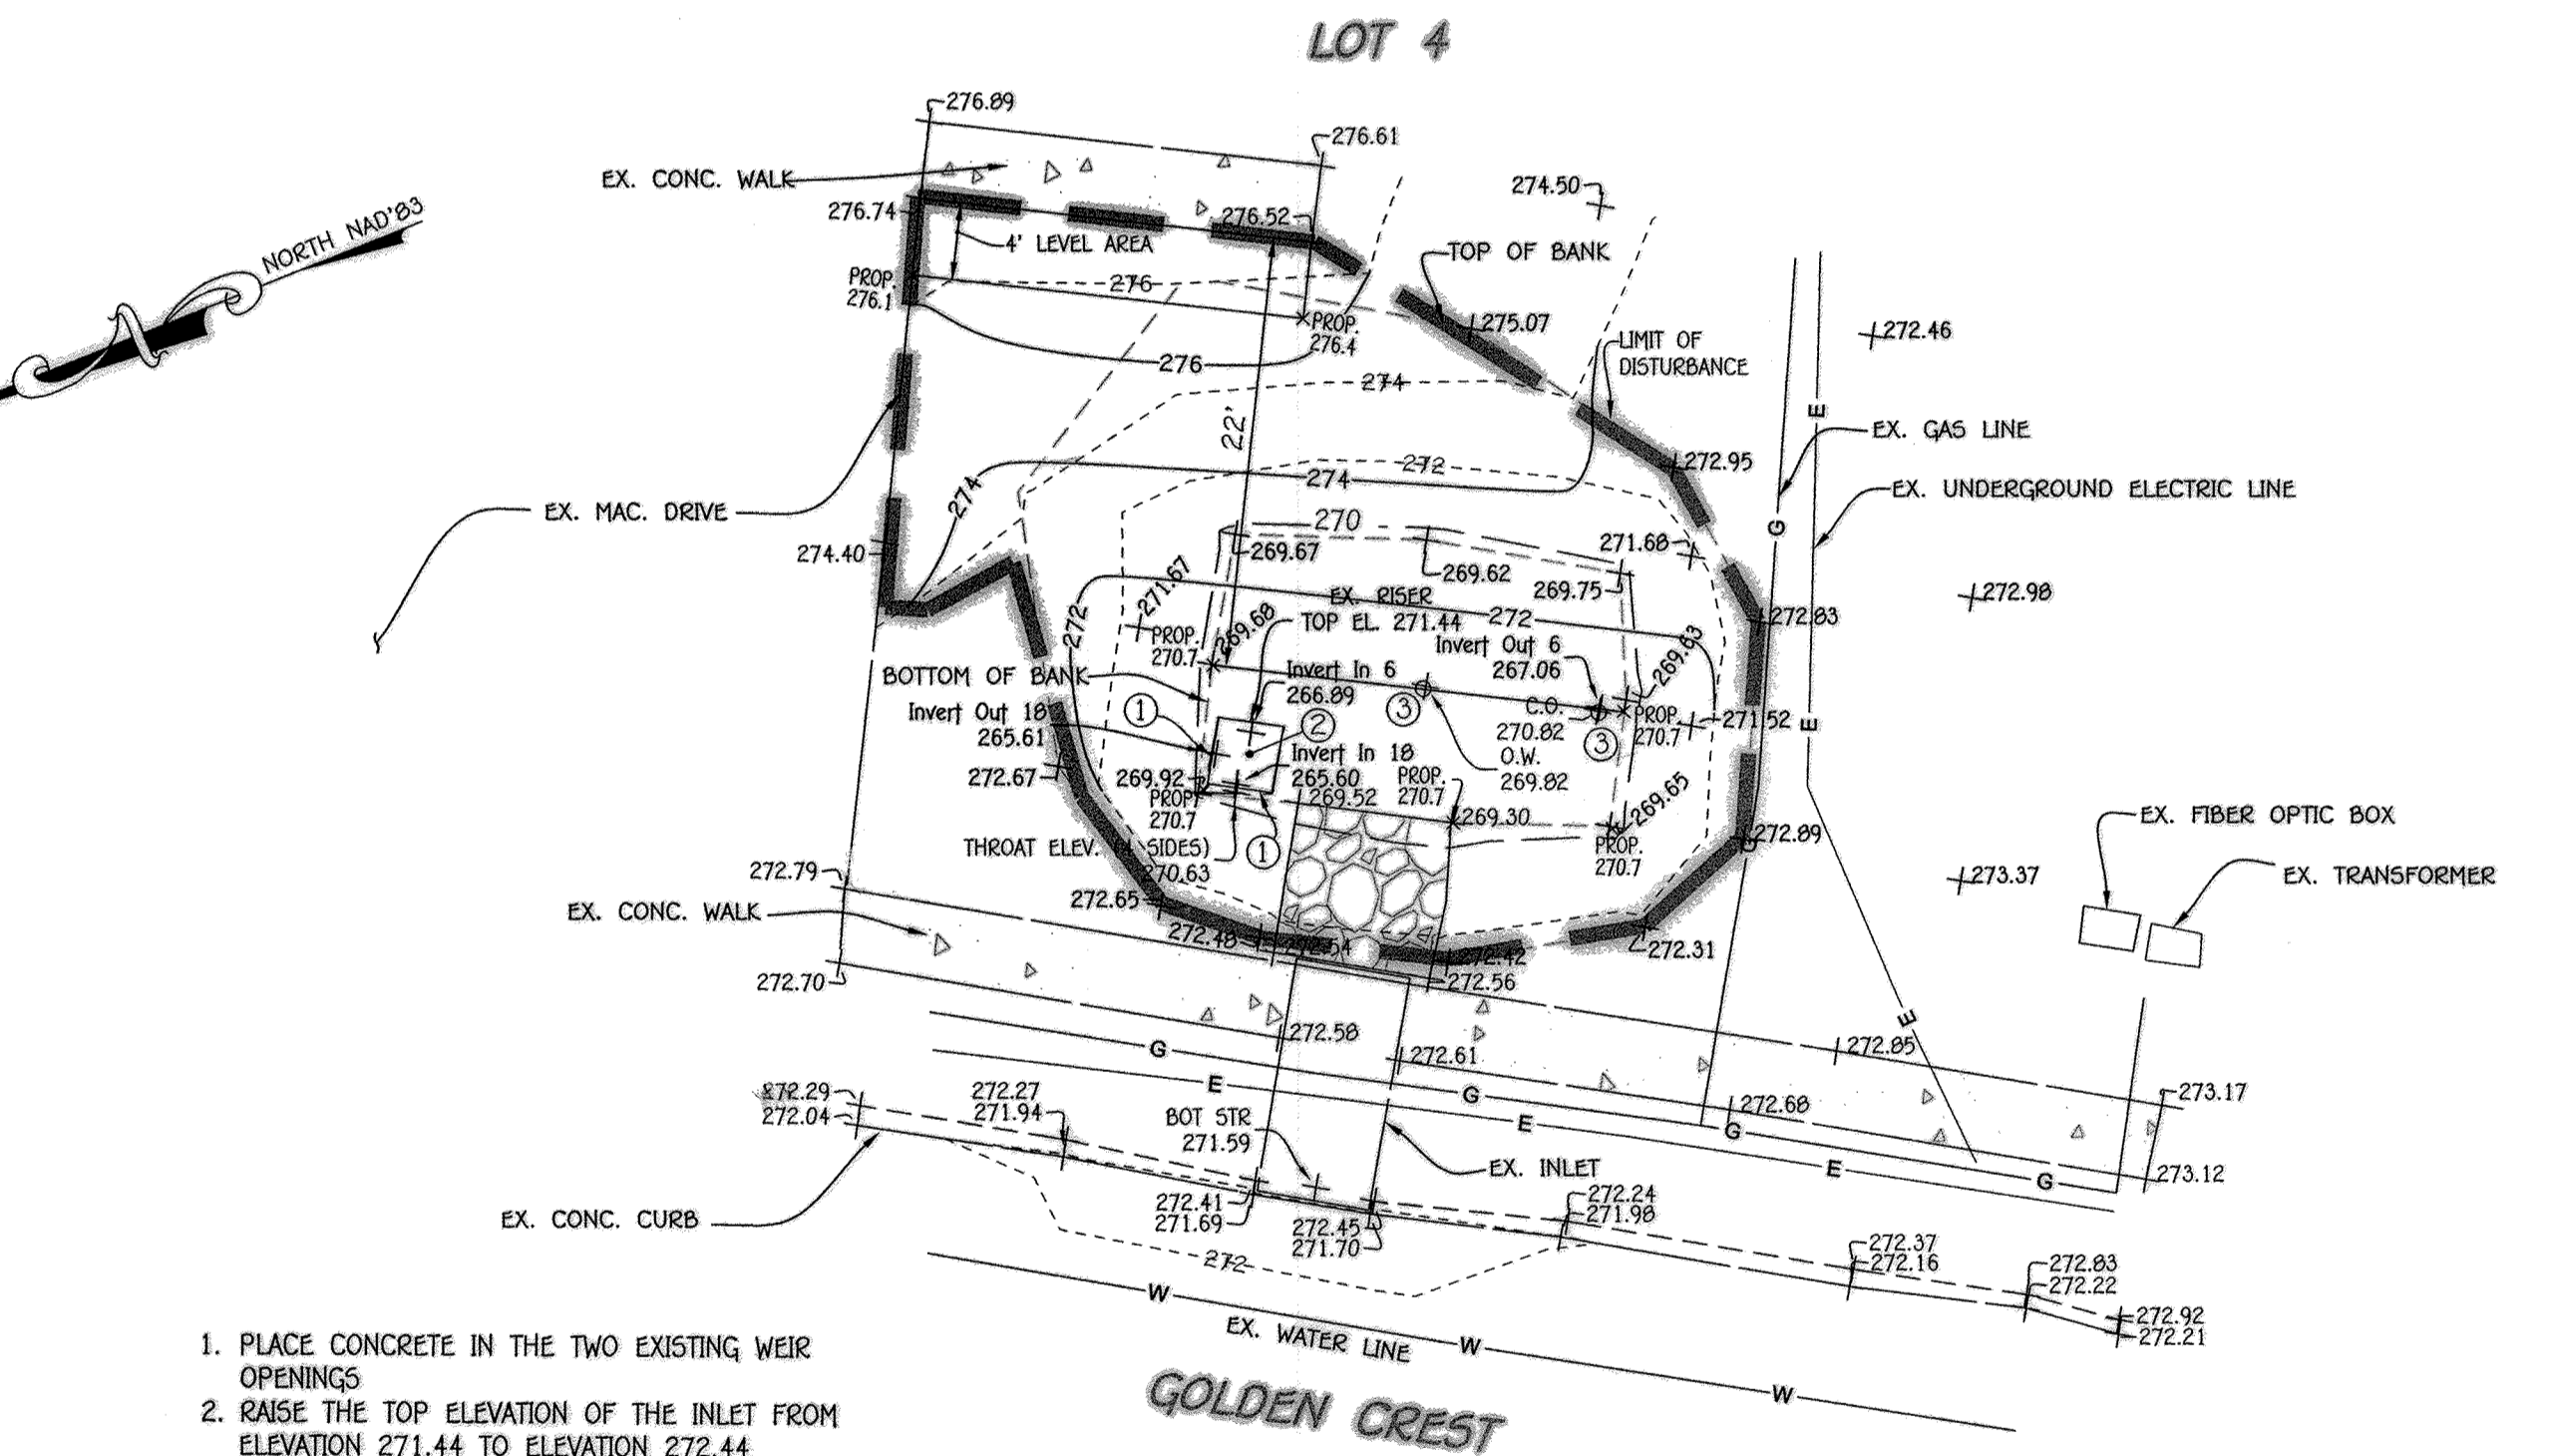 LOT 4
276.89
276.61
EX. CONC. WALK
274.50
NORTH NAD'83
276.74
276.52
4' LEVEL AREA
TOP OF BANK
PROP.
276.1
276
275.07
272.46
PROP.
276.4
LIMIT OF
DISTURBANCE
276
274
22'
EX. GAS LINE
E
272.95
272
274
274
EX. UNDERGROUND ELECTRIC LINE
EX. MAC. DRIVE
270
G
274.40
269.67
271.68
269.62
269.75
271.67
272.98
EX. RISER
TOP EL. 271.44
272
272
272.83
269.68
PROP.
270.7
Invert Out 6
267.06
269.63
BOTTOM OF BANK
Invert In 6
266.89
Invert Out 18
265.61
1
2
3
C.O.
270.82
3
PROP.
270.7
271.52
E
O.W.
269.82
272.67
269.92
PROP.
270.7
Invert In 18
265.60
269.52
PROP.
270.7
269.30
269.65
PROP.
270.7
THROAT ELEV. (4 SIDES)
270.63
1
272.89
EX. FIBER OPTIC BOX
272.79
273.37
EX. TRANSFORMER
EX. CONC. WALK
272.65
272.48
272.54
272.42
272.31
272.70
272.56
272.58
E
G
272.61
272.85
E
G
272.29
272.04
272.27
271.94
BOT STR
271.59
E
272.68
G
273.17
EX. INLET
E
G
273.12
EX. CONC. CURB
272.41
271.69
272.45
271.70
272.24
271.98
272
272.37
272.16
272.83
272.22
W
EX. WATER LINE
W
272.92
272.21
W
GOLDEN CREST
1. PLACE CONCRETE IN THE TWO EXISTING WEIR
OPENINGS
2. RAISE THE TOP ELEVATION OF THE INLET FROM
ELEVATION 271.44 TO ELEVATION 272.44